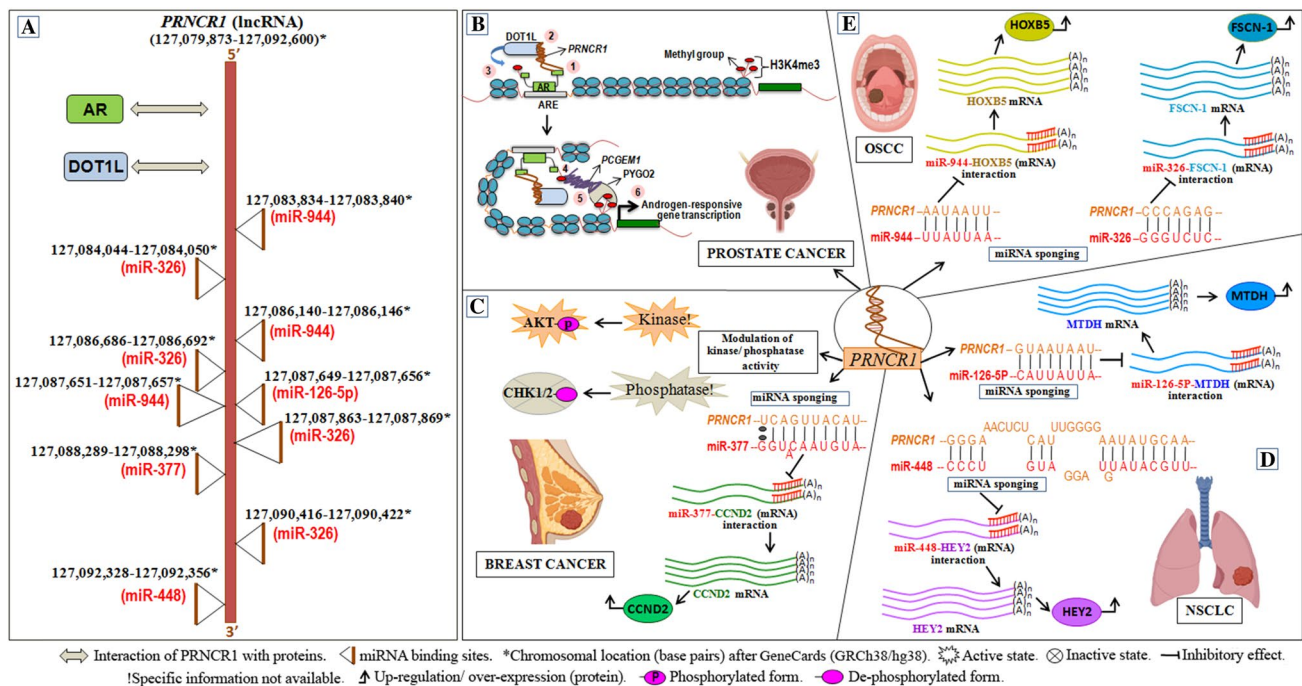 A
PRNCR1 (lncRNA)
(127,079,873-127,092,600)*
5′
AR
DOT1L
127,083,834-127,083,840*
(miR-944)
127,084,044-127,084,050*
(miR-326)
127,086,140-127,086,146*
(miR-944)
127,086,686-127,086,692*
(miR-326)
127,087,649-127,087,656*
(miR-126-5p)
127,087,651-127,087,657*
(miR-944)
127,087,863-127,087,869*
(miR-326)
127,088,289-127,088,298*
(miR-377)
127,090,416-127,090,422*
(miR-326)
127,092,328-127,092,356*
(miR-448)
3′
B
DOT1L
2
PRNCR1
1
3
AR
ARE
Methyl group
H3K4me3
PCGEM1
4
PYGO2
5
6
Androgen-responsive
gene transcription
PROSTATE CANCER
C
AKT-P
Kinase!
CHK1/2-
Phosphatase!
Modulation of
kinase/ phosphatase
activity
miRNA sponging
PRNCR1 -UCAGUUACAU-
miR-377 -GGUCAAUGUA-
A
(A)n
(A)n
miR-377-CCND2 (mRNA)
interaction
(A)n
(A)n
(A)n
(A)n
CCND2 mRNA
CCND2
BREAST CANCER
PRNCR1
E
OSCC
HOXB5
(A)n
(A)n
(A)n
(A)n
HOXB5 mRNA
(A)n
(A)n
miR-944-HOXB5 (mRNA)
interaction
PRNCR1 -AAUAAUU-
miR-944 -UUAUUAA-
miRNA sponging
FSCN-1
(A)n
(A)n
(A)n
(A)n
FSCN-1 mRNA
(A)n
(A)n
miR-326-FSCN-1 (mRNA)
interaction
PRNCR1 -CCCAGAG-
miR-326 -GGGUCUC-
D
(A)n
(A)n
(A)n
(A)n
MTDH mRNA
MTDH
PRNCR1 -GUAAUAAU-
miR-126-5P -CAUUAUUA-
miRNA sponging
(A)n
(A)n
miR-126-5P-MTDH (mRNA)
interaction
AACUCU UUGGGG
PRNCR1 -GGGA CAU AAUAUGCAA-
miR-448 -CCCU GUA UUAUACGUU-
GGA G
miRNA sponging
(A)n
(A)n
miR-448-HEY2 (mRNA)
interaction
(A)n
(A)n
(A)n
(A)n
HEY2 mRNA
HEY2
NSCLC
Interaction of PRNCR1 with proteins. miRNA binding sites. *Chromosomal location (base pairs) after GeneCards (GRCh38/hg38). Active state. Inactive state. Inhibitory effect.
!Specific information not available. Up-regulation/ over-expression (protein). P Phosphorylated form. De-phosphorylated form.